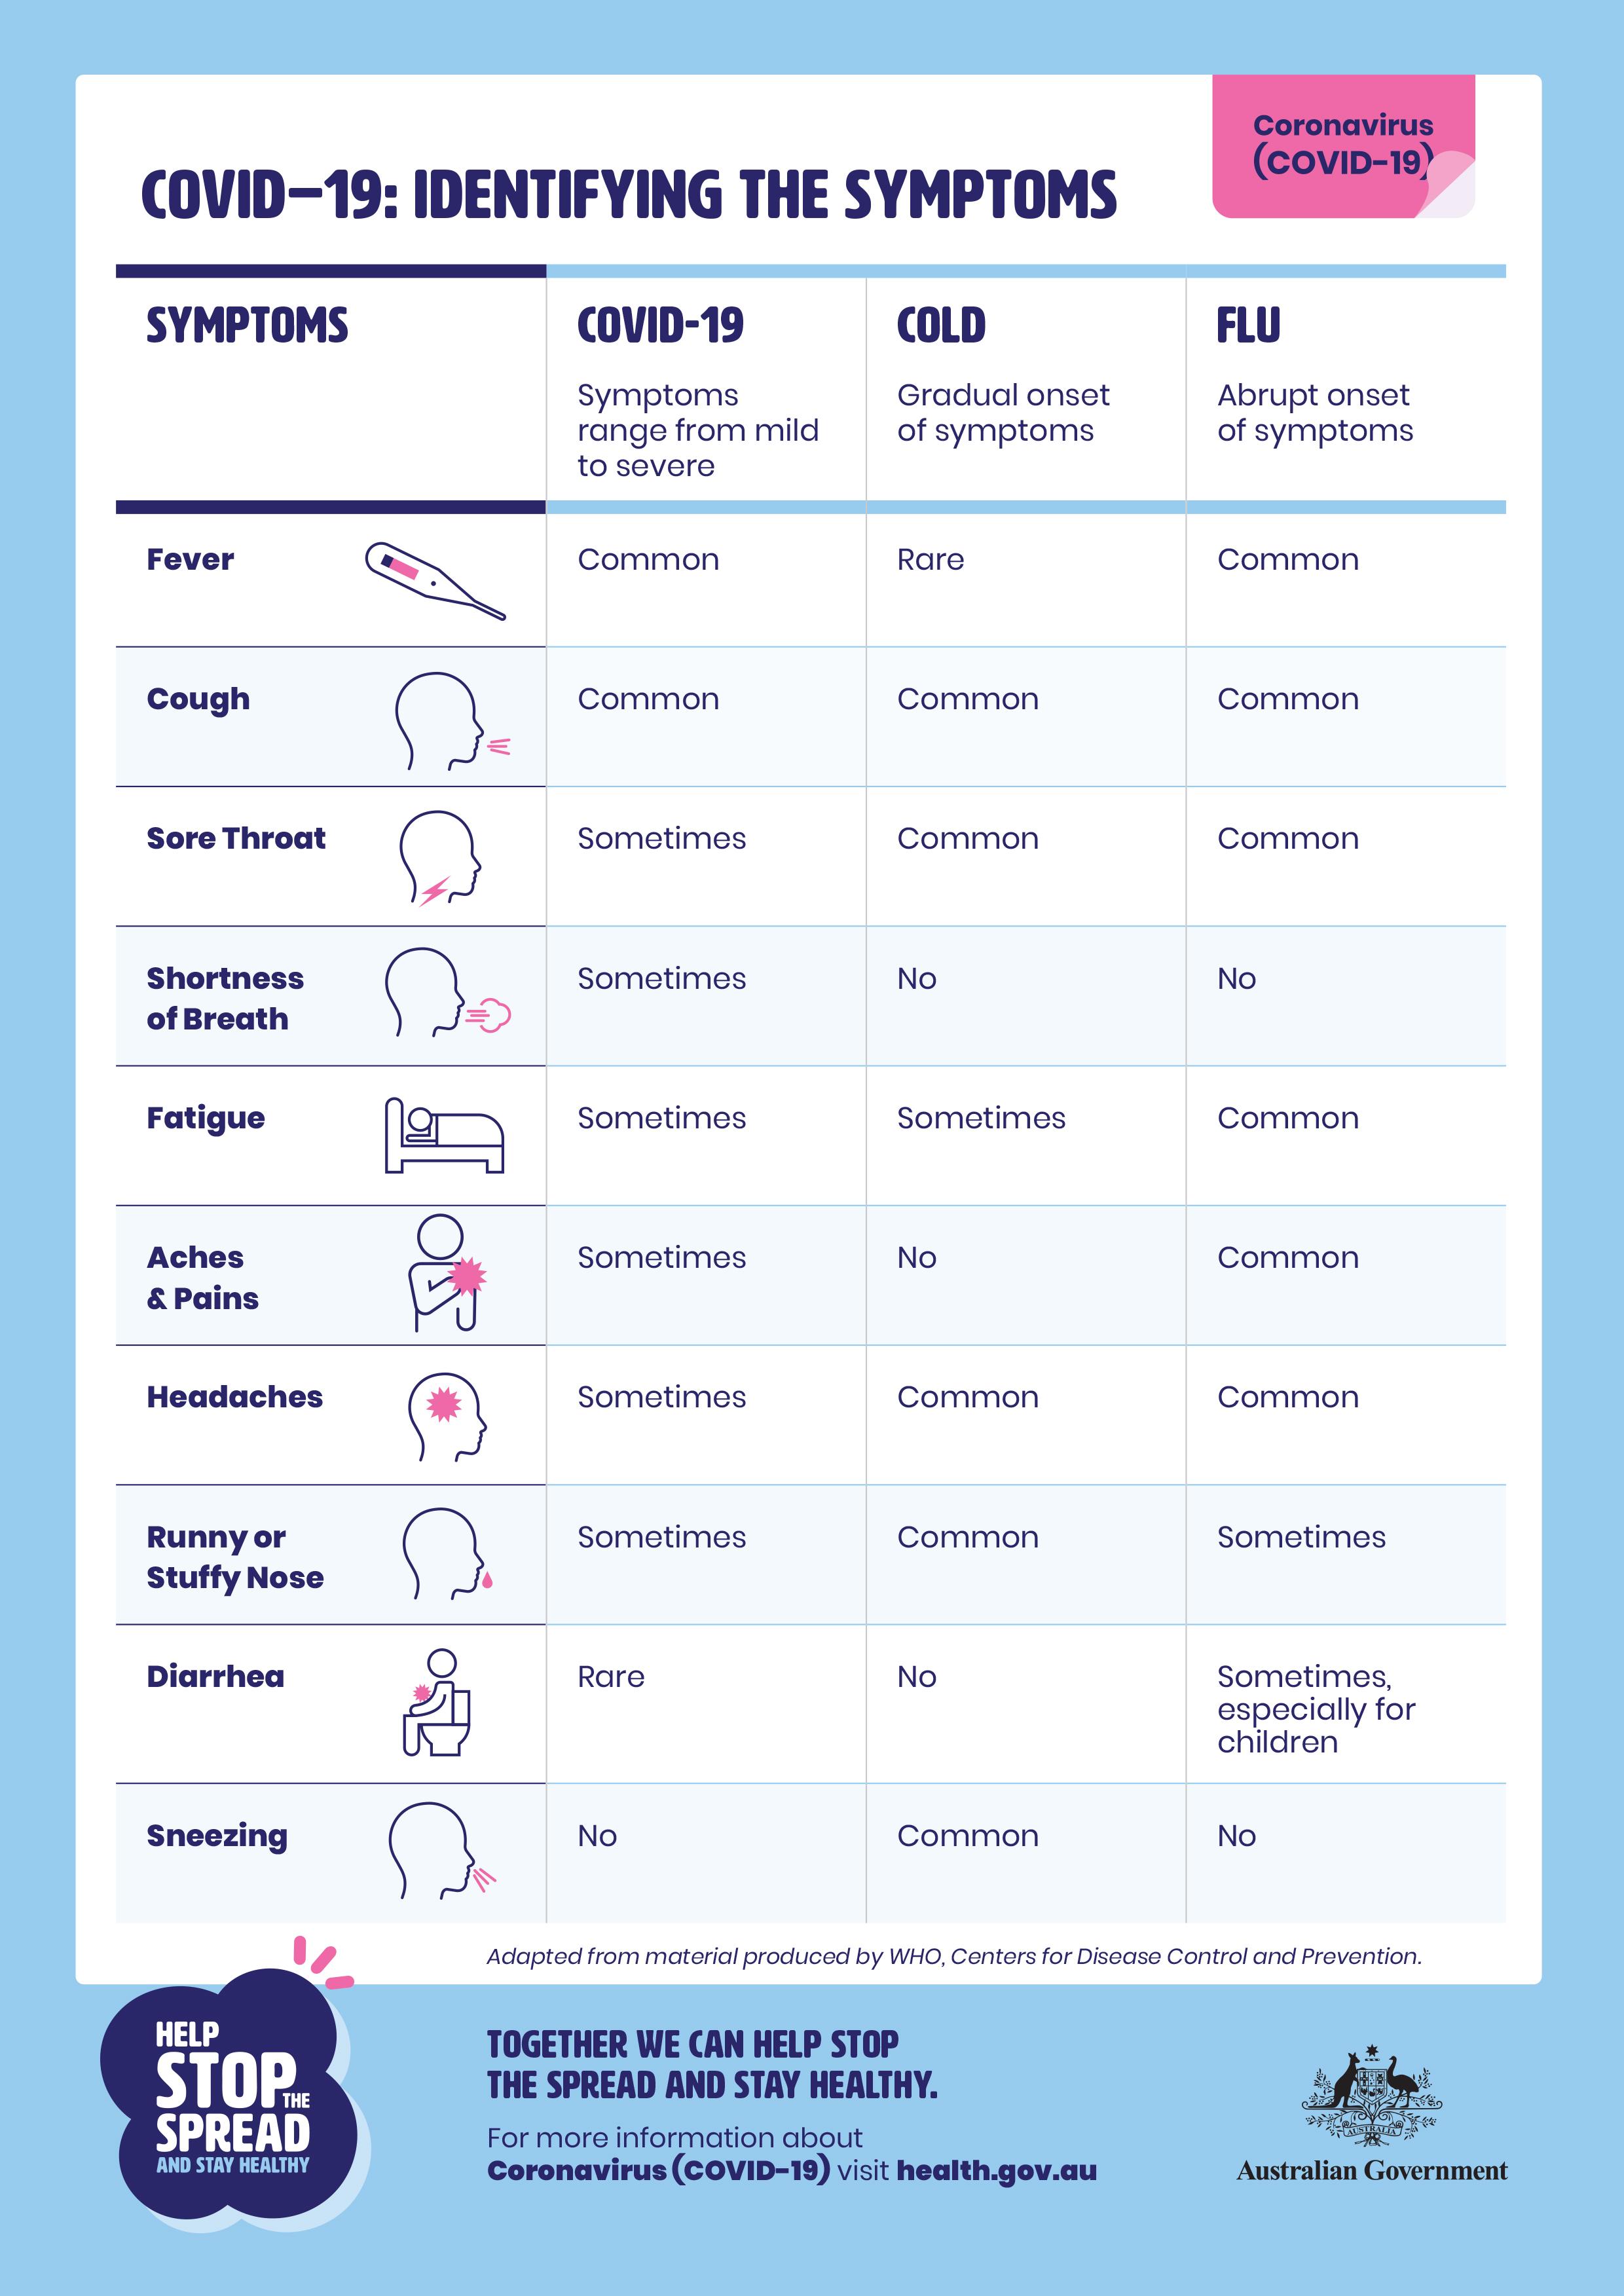 Coronavirus
(COVID-19)
COVID-19: IDENTIFYING THE SYMPTOMS
SYMPTOMS COVID-19 COLD FLU
Symptoms Gradual onset Abrupt onset
range from mild of symptoms of symptoms
to severe
Fever Common Rare Common
Cough Common Common Common
Sore Throat Sometimes Common Common
Shortness Sometimes No No
of Breath
Fatigue Sometimes Sometimes Common
Aches Sometimes No Common
& Pains
Headaches Sometimes Common Common
Runny or Sometimes Common Sometimes
Stuffy Nose
Diarrhea Rare No Sometimes,
especially for
children
Sneezing No Common No
Adapted from material produced by WHO, Centers for Disease Control and Prevention.
HELP
STOP THE
SPREAD
AND STAY HEALTHY
TOGETHER WE CAN HELP STOP
THE SPREAD AND STAY HEALTHY.
For more information about
Coronavirus (COVID-19) visit health.gov.au
AUSTRALIA
Australian Government